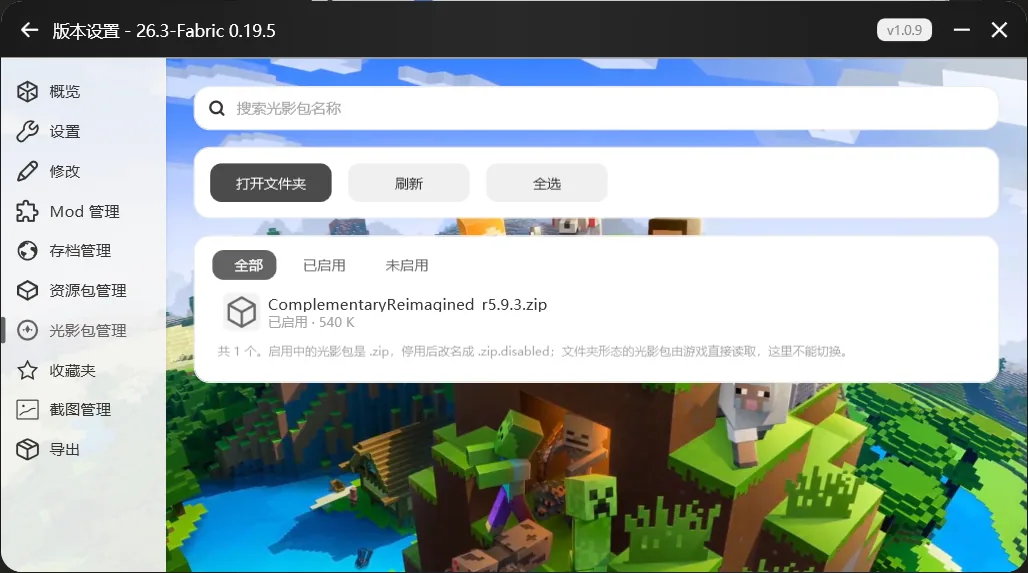 版本设置 - 26.3-Fabric 0.19.5
v1.0.9
概览
设置
修改
Mod 管理
存档管理
资源包管理
光影包管理
收藏夹
截图管理
导出
搜索光影包名称
打开文件夹
刷新
全选
全部
已启用
未启用
ComplementaryReimagined_r5.9.3.zip
已启用 · 540 K
共 1 个。启用中的光影包是 .zip，停用后改名成 .zip.disabled；文件夹形态的光影包由游戏直接读取，这里不能切换。